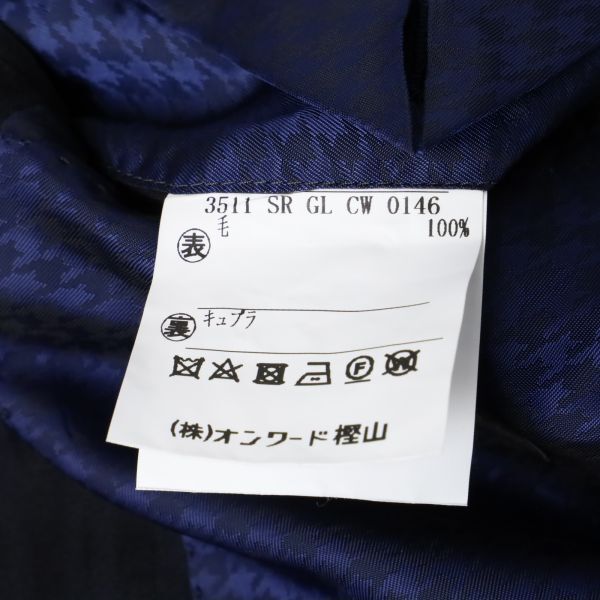 3511 SR GL CW 0146
表 毛 100%
裏 キュプラ
F W
(株)オンワード樫山